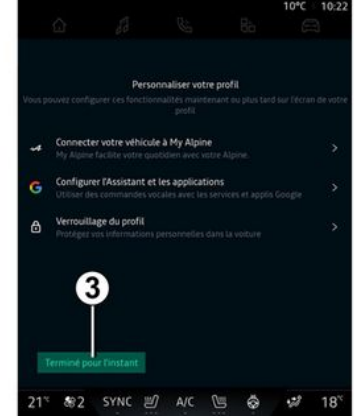 10°C 10:22
Personnaliser votre profil
Vous pouvez configurer ces fonctionnalités maintenant ou plus tard sur l'écran de votre
profil
Connecter votre véhicule à My Alpine
My Alpine facilite votre quotidien avec votre Alpine.
Configurer l'Assistant et les applications
Utiliser des commandes vocales avec les services et applis Google
Verrouillage du profil
Protégez vos informations personnelles dans la voiture
3
Terminé pour l'instant
21° 2 SYNC A/C 18°